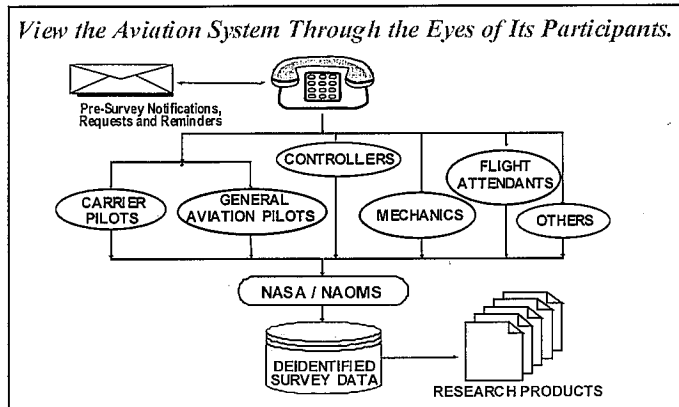 View the Aviation System Through the Eyes of Its Participants.
Pre-Survey Notifications,
Requests and Reminders
CONTROLLERS
FLIGHT
ATTENDANTS
CARRIER
PILOTS
GENERAL
AVIATION PILOTS
MECHANICS
OTHERS
NASA / NAOMS
DEIDENTIFIED
SURVEY DATA
RESEARCH PRODUCTS